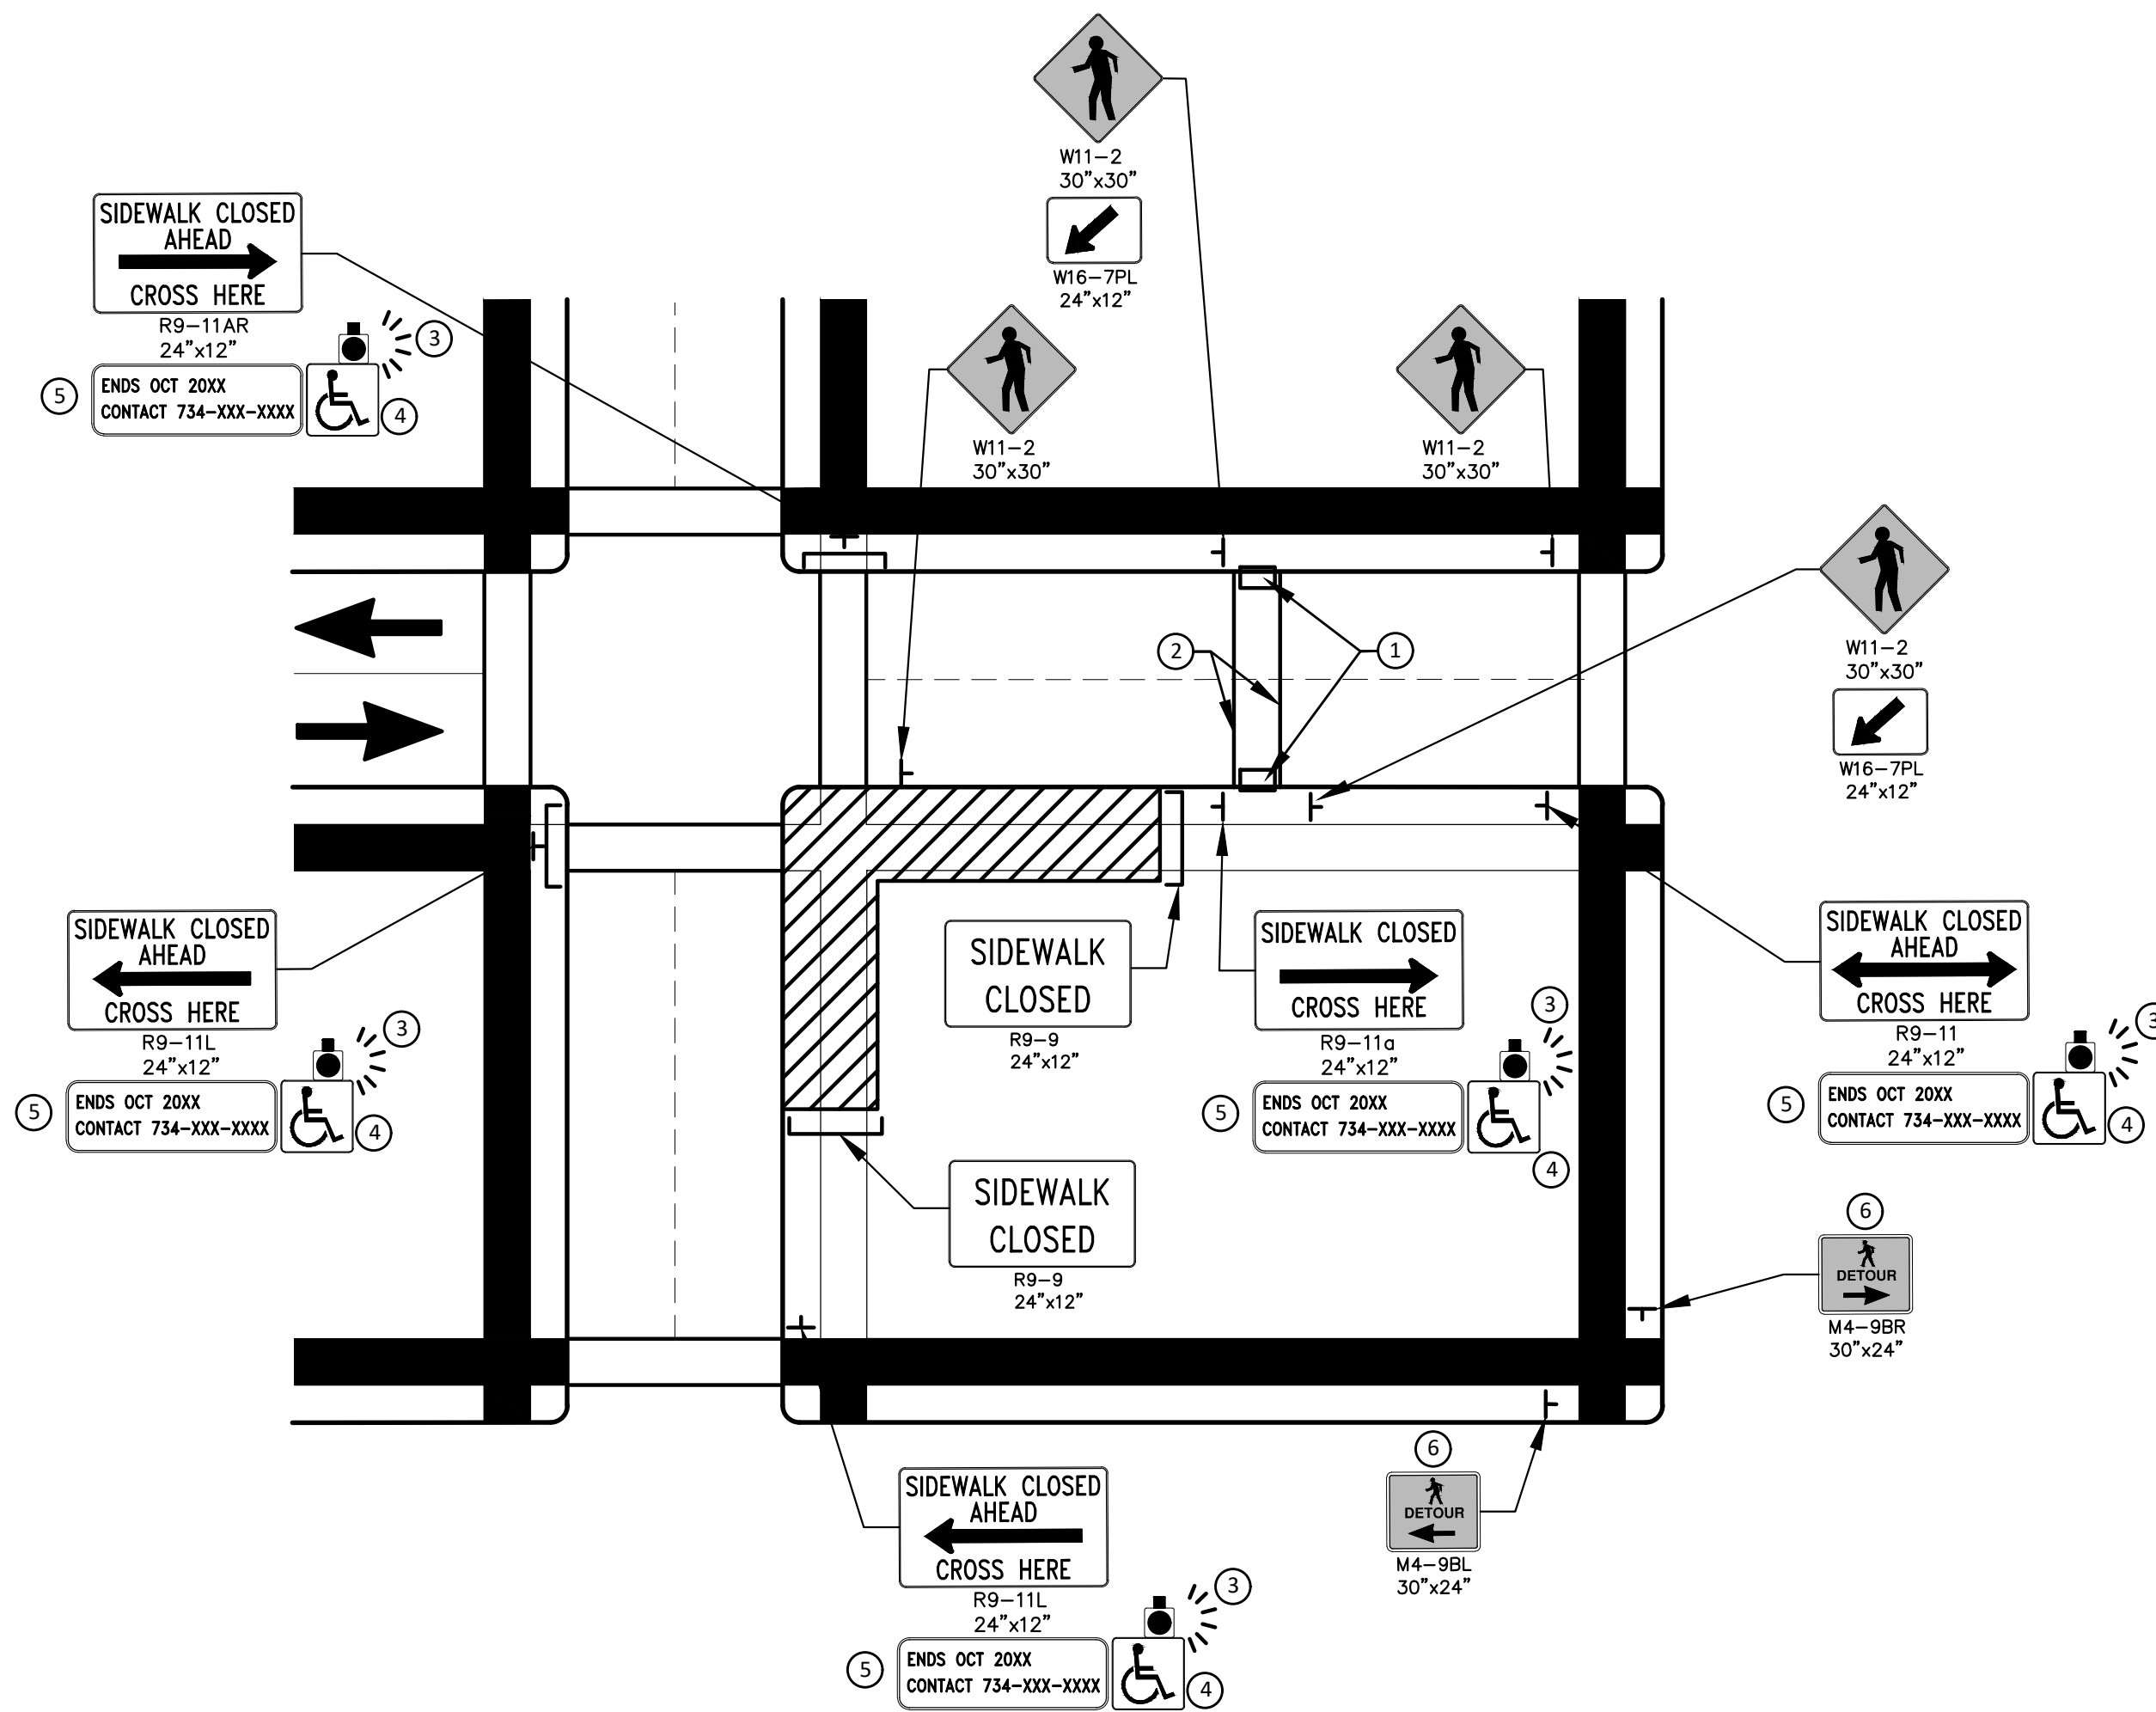 W11-2
30"x30"
W16-7PL
24"x12"
SIDEWALK CLOSED
AHEAD
CROSS HERE
R9-11AR
24"x12"
3
ENDS OCT 20XX
CONTACT 734-XXX-XXXX
5
4
W11-2
30"x30"
W11-2
30"x30"
W11-2
30"x30"
W16-7PL
24"x12"
2
1
SIDEWALK CLOSED
AHEAD
CROSS HERE
R9-11L
24"x12"
3
ENDS OCT 20XX
CONTACT 734-XXX-XXXX
5
4
SIDEWALK
CLOSED
R9-9
24"x12"
SIDEWALK CLOSED
CROSS HERE
R9-11a
24"x12"
3
ENDS OCT 20XX
CONTACT 734-XXX-XXXX
5
4
SIDEWALK CLOSED
AHEAD
CROSS HERE
R9-11
24"x12"
3
ENDS OCT 20XX
CONTACT 734-XXX-XXXX
5
4
SIDEWALK
CLOSED
R9-9
24"x12"
6
DETOUR
M4-9BR
30"x24"
6
DETOUR
M4-9BL
30"x24"
SIDEWALK CLOSED
AHEAD
CROSS HERE
R9-11L
24"x12"
3
ENDS OCT 20XX
CONTACT 734-XXX-XXXX
5
4